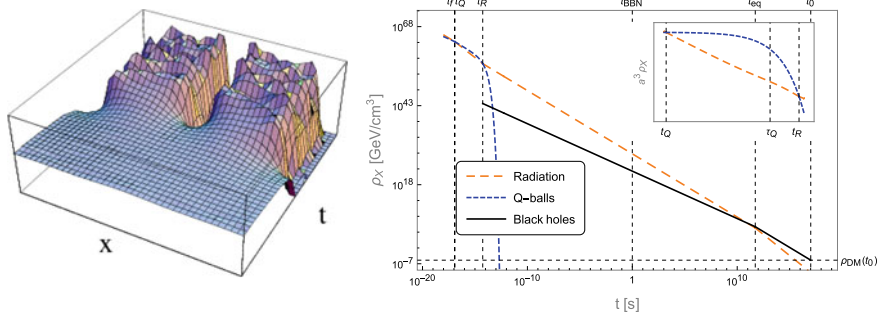 x
t
t_f t_Q t_R t_BBN t_eq t_0
10^68
10^43
10^18
10^-7
ρ_X [GeV/cm^3]
Radiation
Q-balls
Black holes
a^3 ρ_X
t_Q τ_Q t_R
ρ_DM(t_0)
10^-20 10^-10 1 10^10
t [s]